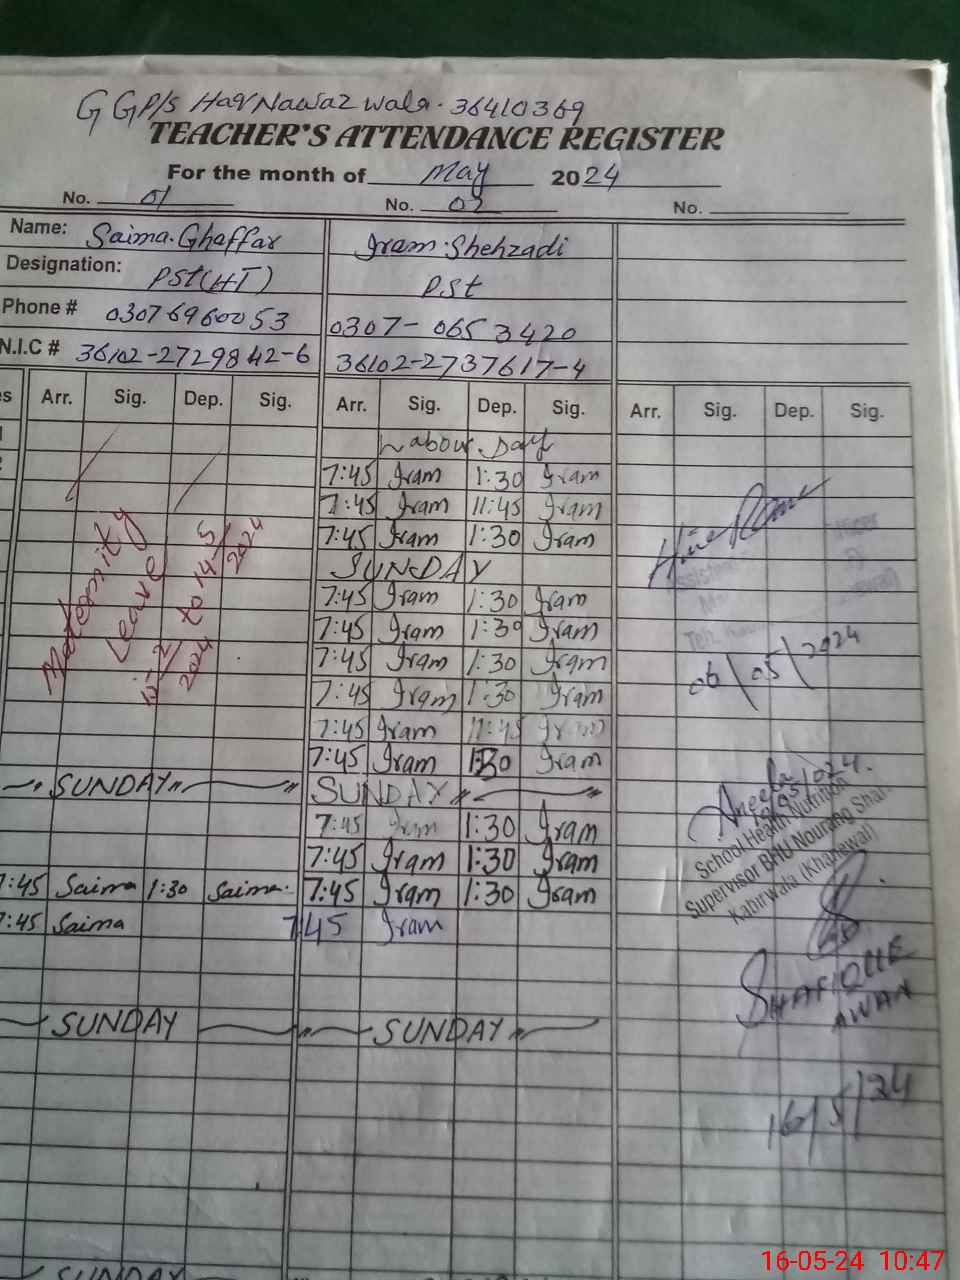 G GP/S Haq Nawaz wala. 36410369
TEACHER'S ATTENDANCE REGISTER
For the month of May 2024
No. 01 No. 02 No.
Name: Saima.Ghaffar Iram.Shehzadi
Designation: PST(HT) PST
Phone # 03076960053 0307-0653420
N.I.C # 36102-2729842-6 36102-2737617-4
Arr. Sig. Dep. Sig. Arr. Sig. Dep. Sig. Arr. Sig. Dep. Sig.
Labour.Day
7:45 Iram 1:30 Iram
7:45 Iram 11:45 Iram
7:45 Iram 1:30 Iram
SUNDAY
7:45 Iram 1:30 Iram
7:45 Iram 1:30 Iram
7:45 Iram 1:30 Iram
7:45 Iram 1:30 Iram
7:45 Iram 11:45 Iram
7:45 Iram 1:30 Iram
SUNDAY SUNDAY
7:45 Iram 1:30 Iram
7:45 Iram 1:30 Iram
7:45 Saima 1:30 Saima. 7:45 Iram 1:30 Iram
7:45 Saima 7:45 Iram
SUNDAY SUNDAY
SUNDAY
Maternity
Leave
to 14-5
2024
2024
Teh.
06/05/2024
Aneela
School Health Nutrition
Supervisor BHU Nourang Shah
Kabirwala (Khanewal)
SHAFIQUE
AWAN
16/5/24
16-05-24 10:47